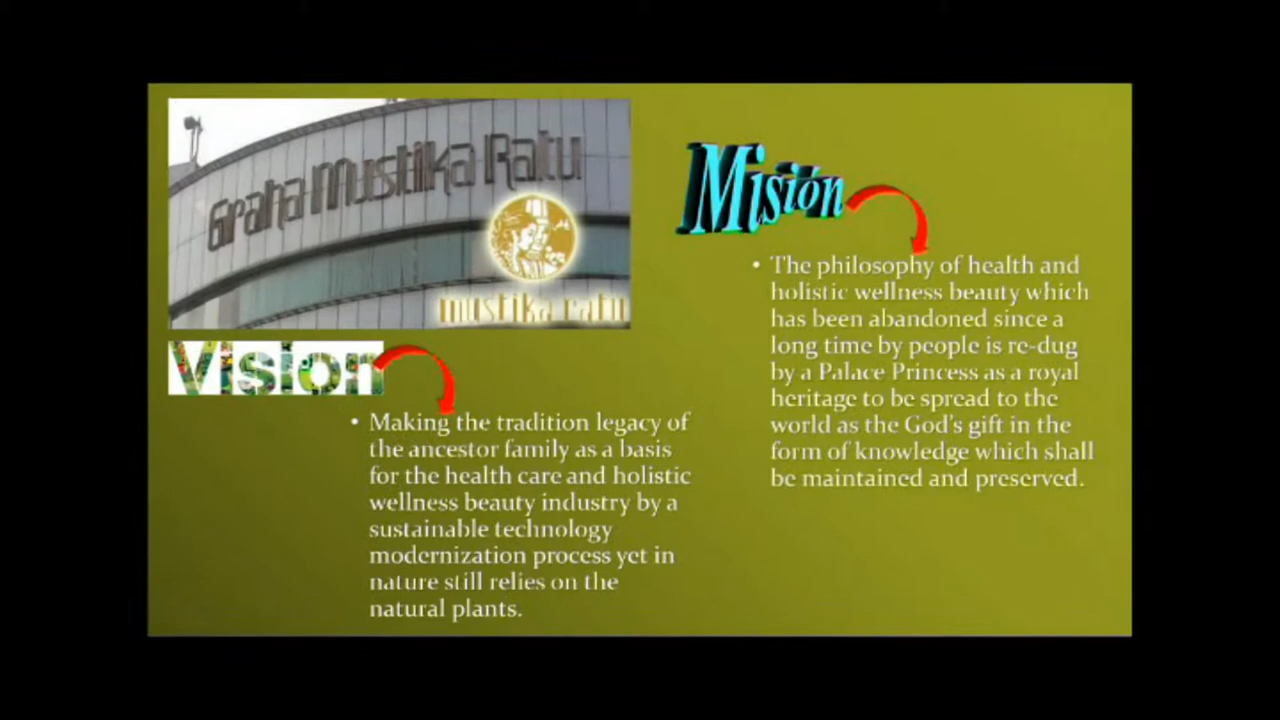 Graha Mustika Ratu
mustika ratu
Vision
• Making the tradition legacy of
the ancestor family as a basis
for the health care and holistic
wellness beauty industry by a
sustainable technology
modernization process yet in
nature still relies on the
natural plants.
Misión
• The philosophy of health and
holistic wellness beauty which
has been abandoned since a
long time by people is re-dug
by a Palace Princess as a royal
heritage to be spread to the
world as the God's gift in the
form of knowledge which shall
be maintained and preserved.